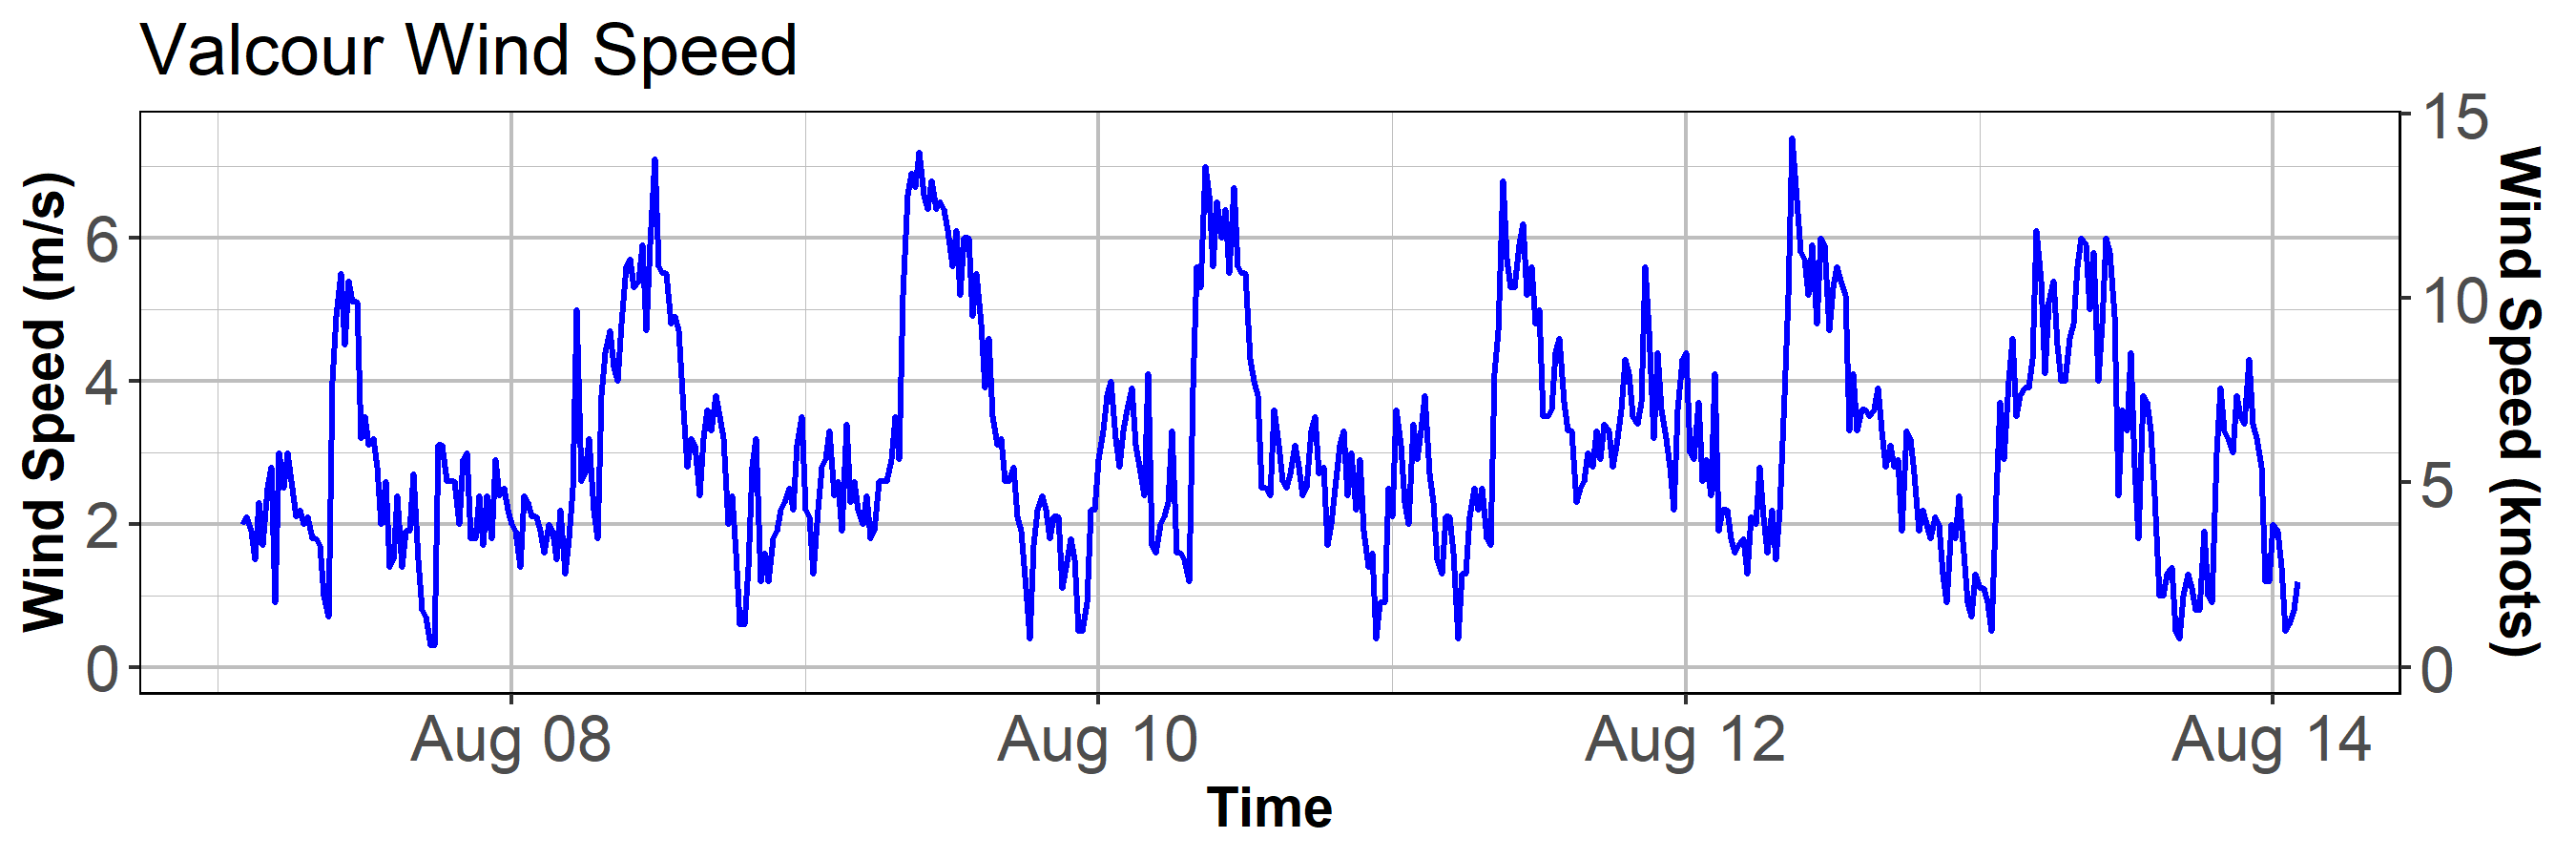 Valcour Wind Speed
Wind Speed (m/s)
6
4
2
0
15
10
5
0
Wind Speed (knots)
Aug 08
Aug 10
Aug 12
Aug 14
Time